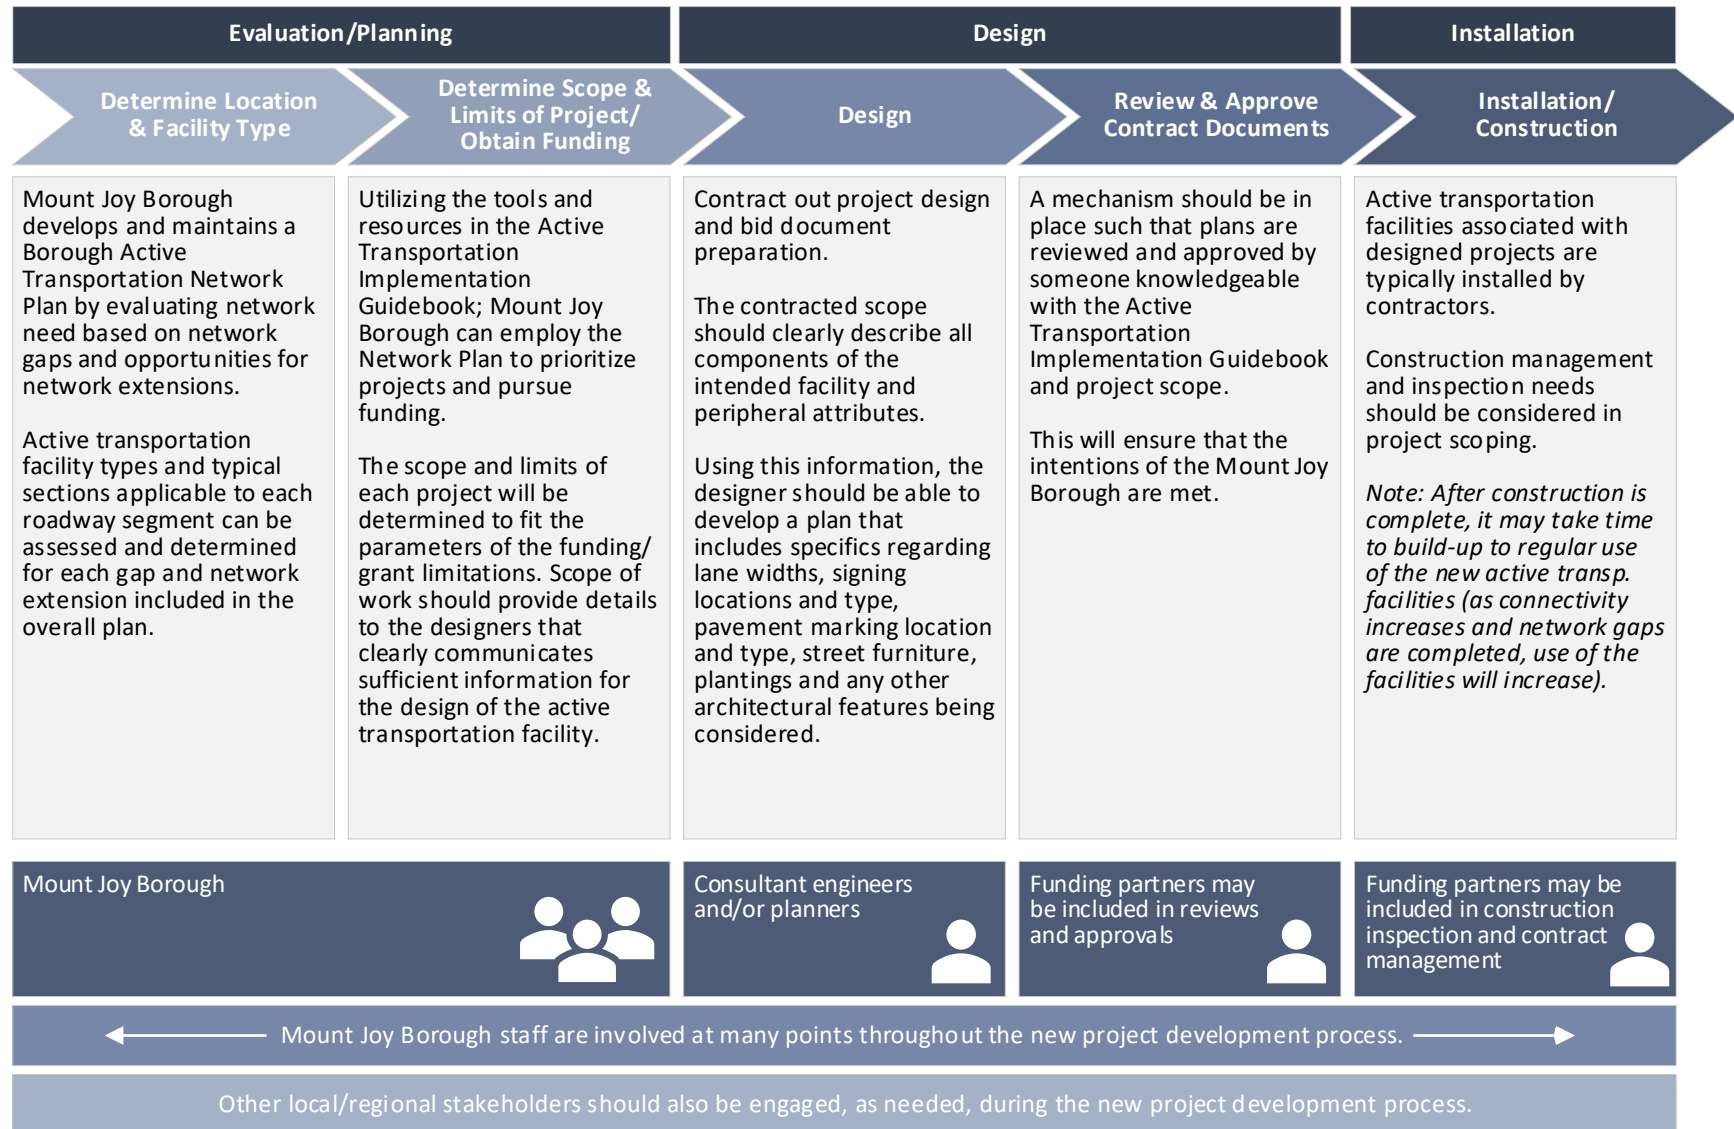 Evaluation/Planning
Design
Installation
Determine Location
& Facility Type
Determine Scope &
Limits of Project/
Obtain Funding
Design
Review & Approve
Contract Documents
Installation/
Construction
Mount Joy Borough
develops and maintains a
Borough Active
Transportation Network
Plan by evaluating network
need based on network
gaps and opportunities for
network extensions.
Active transportation
facility types and typical
sections applicable to each
roadway segment can be
assessed and determined
for each gap and network
extension included in the
overall plan.
Utilizing the tools and
resources in the Active
Transportation
Implementation
Guidebook; Mount Joy
Borough can employ the
Network Plan to prioritize
projects and pursue
funding.
The scope and limits of
each project will be
determined to fit the
parameters of the funding/
grant limitations. Scope of
work should provide details
to the designers that
clearly communicates
sufficient information for
the design of the active
transportation facility.
Contract out project design
and bid document
preparation.
The contracted scope
should clearly describe all
components of the
intended facility and
peripheral attributes.
Using this information, the
designer should be able to
develop a plan that
includes specifics regarding
lane widths, signing
locations and type,
pavement marking location
and type, street furniture,
plantings and any other
architectural features being
considered.
A mechanism should be in
place such that plans are
reviewed and approved by
someone knowledgeable
with the Active
Transportation
Implementation Guidebook
and project scope.
This will ensure that the
intentions of the Mount Joy
Borough are met.
Active transportation
facilities associated with
designed projects are
typically installed by
contractors.
Construction management
and inspection needs
should be considered in
project scoping.
Note: After construction is
complete, it may take time
to build-up to regular use
of the new active transp.
facilities (as connectivity
increases and network gaps
are completed, use of the
facilities will increase).
Mount Joy Borough
Consultant engineers
and/or planners
Funding partners may
be included in reviews
and approvals
Funding partners may be
included in construction
inspection and contract
management
Mount Joy Borough staff are involved at many points throughout the new project development process.
Other local/regional stakeholders should also be engaged, as needed, during the new project development process.